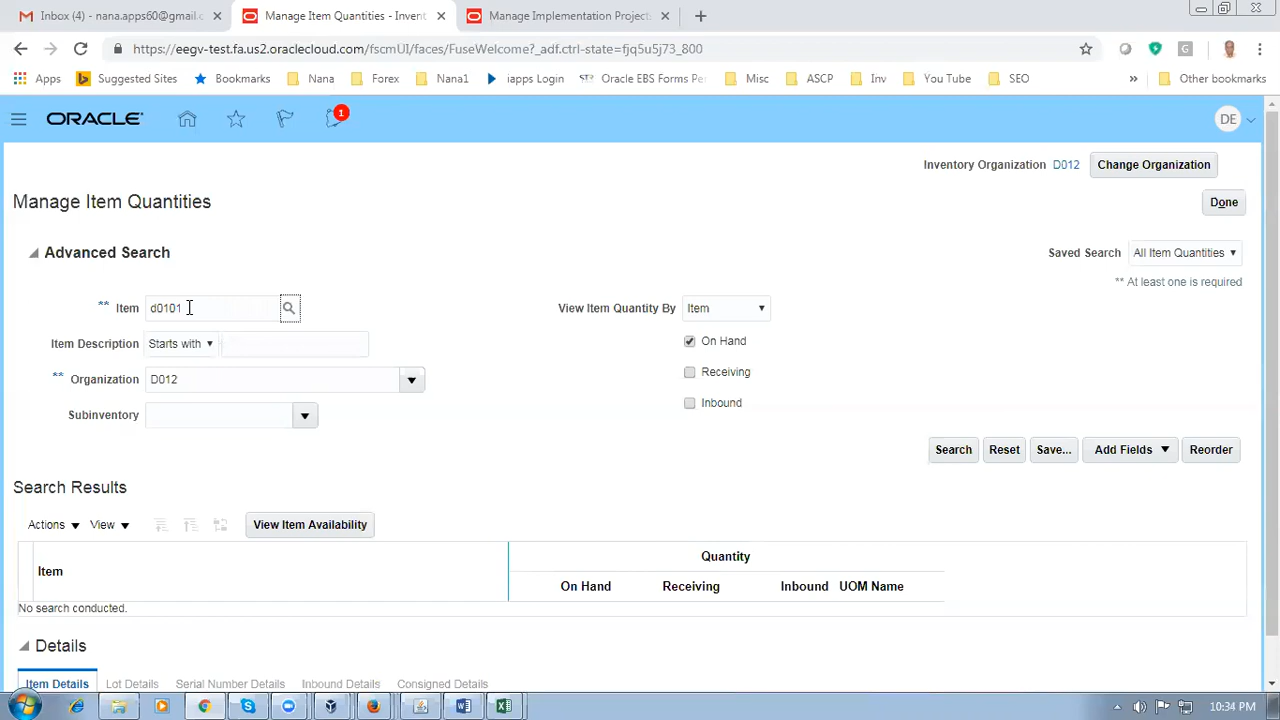 Inbox (4) - nana.apps60@gmail.c
Manage Item Quantities - Invent
Manage Implementation Project
https://eegv-test.fa.us2.oraclecloud.com/fscmUI/faces/FuseWelcome?_adf.ctrl-state=fjq5u5j73_800
Apps
Suggested Sites
Bookmarks
Nana
Forex
Nana1
iapps Login
Oracle EBS Forms Pe
Misc
ASCP
Inv
You Tube
SEO
»
Other bookmarks
ORACLE
1
DE
Inventory Organization D012 Change Organization
Manage Item Quantities
Done
Advanced Search
Saved Search All Item Quantities
** At least one is required
** Item d0101
View Item Quantity By Item
Item Description Starts with
On Hand
** Organization D012
Receiving
Subinventory
Inbound
Search Reset Save... Add Fields Reorder
Search Results
Actions View View Item Availability
Item
Quantity
On Hand Receiving Inbound UOM Name
No search conducted.
Details
Item Details Lot Details Serial Number Details Inbound Details Consigned Details
10:34 PM